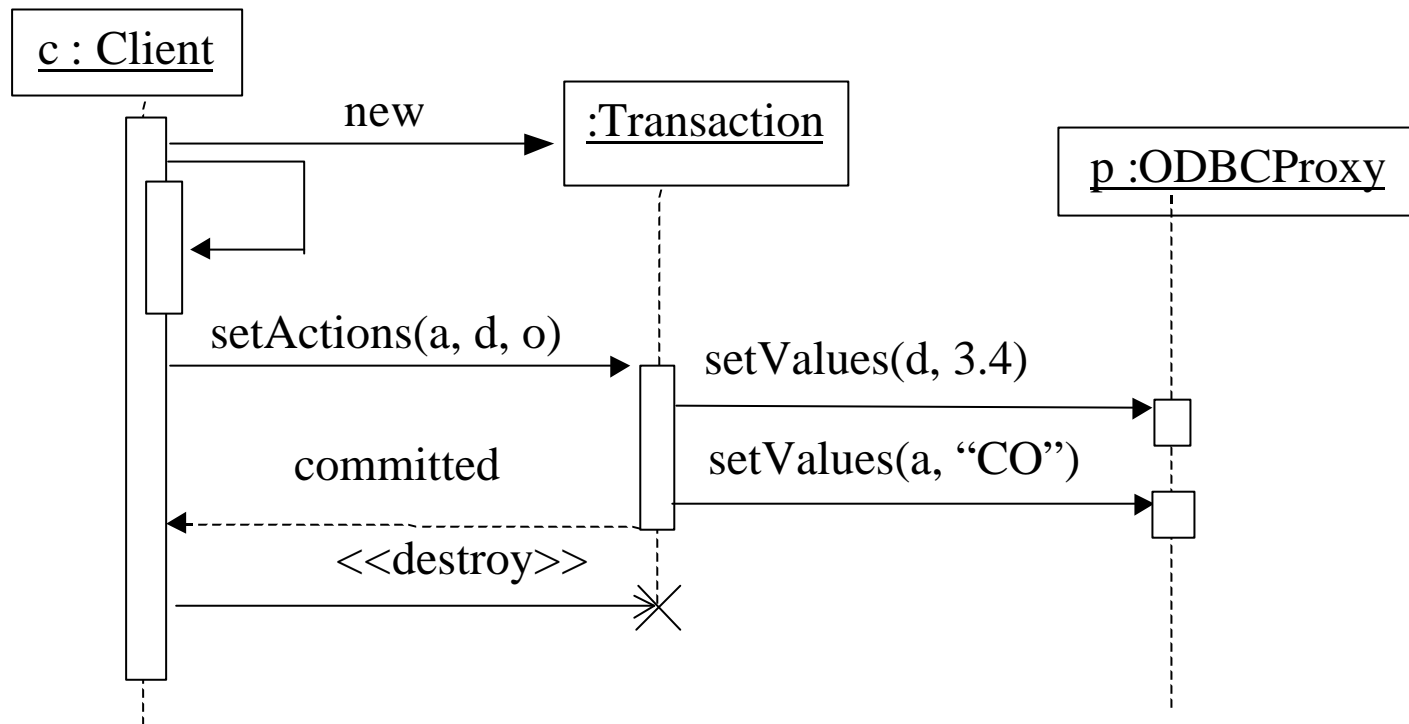 c : Client
new
:Transaction
p :ODBCProxy
setActions(a, d, o)
setValues(d, 3.4)
committed
setValues(a, “CO”)
<<destroy>>